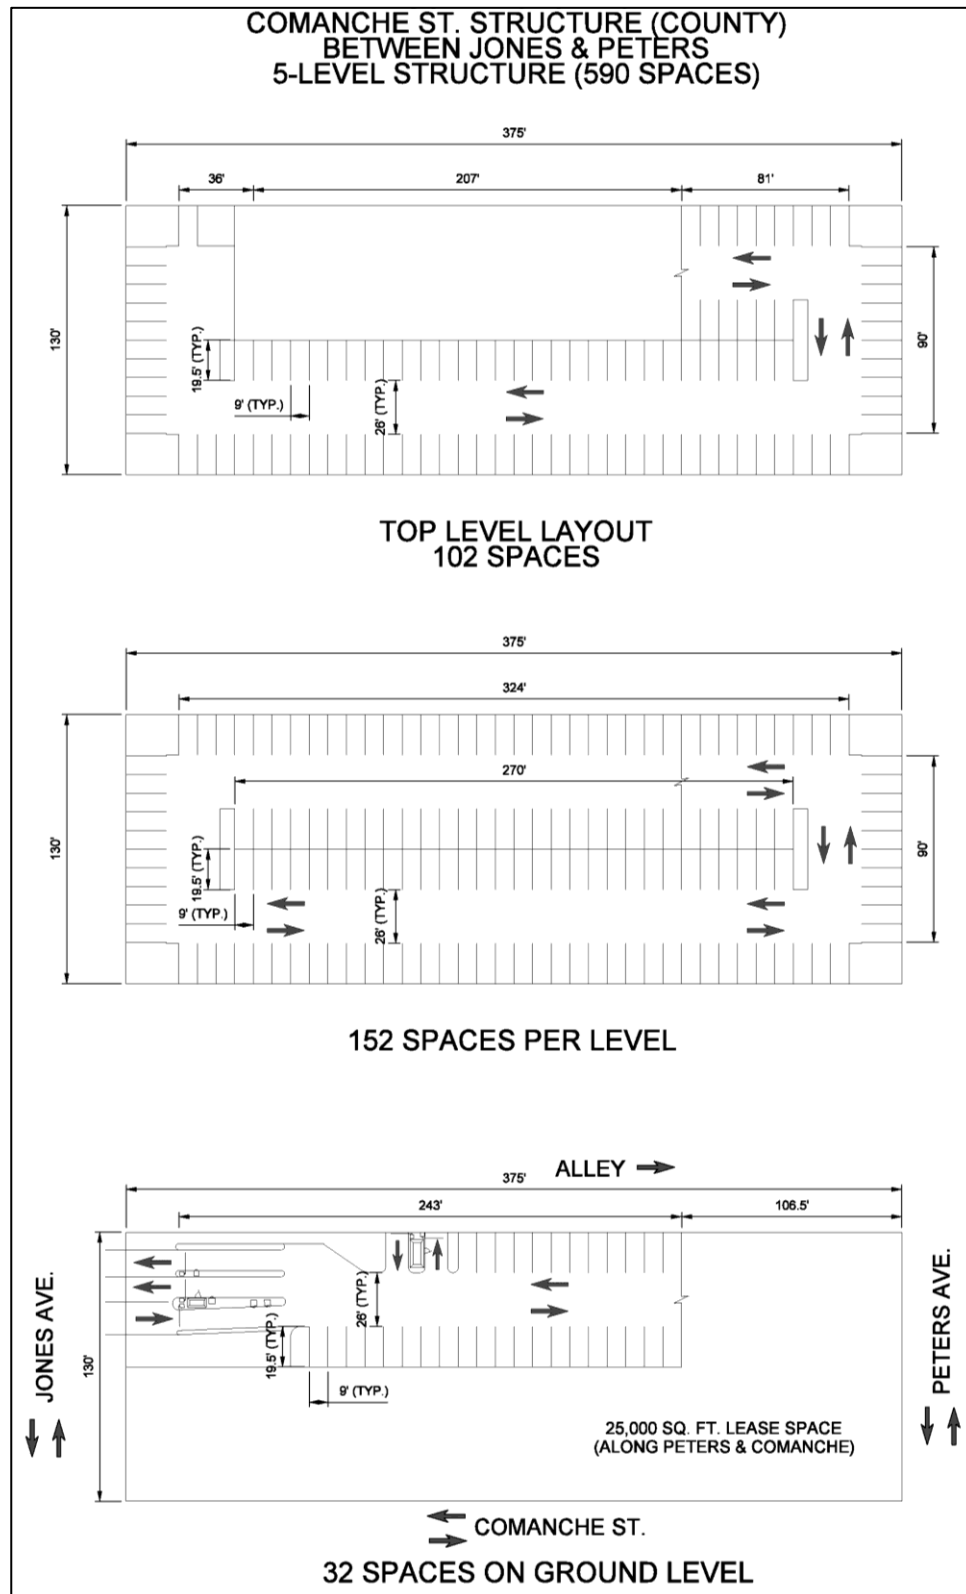 COMANCHE ST. STRUCTURE (COUNTY)
BETWEEN JONES & PETERS
5-LEVEL STRUCTURE (590 SPACES)
375'
36'
207'
81'
130'
19.5' (TYP.)
9' (TYP.)
26' (TYP.)
90'
TOP LEVEL LAYOUT
102 SPACES
375'
324'
270'
130'
19.5' (TYP.)
9' (TYP.)
26' (TYP.)
90'
152 SPACES PER LEVEL
ALLEY
375'
243'
106.5'
JONES AVE.
130'
19.5' (TYP.)
26' (TYP.)
9' (TYP.)
PETERS AVE.
25,000 SQ. FT. LEASE SPACE
(ALONG PETERS & COMANCHE)
COMANCHE ST.
32 SPACES ON GROUND LEVEL